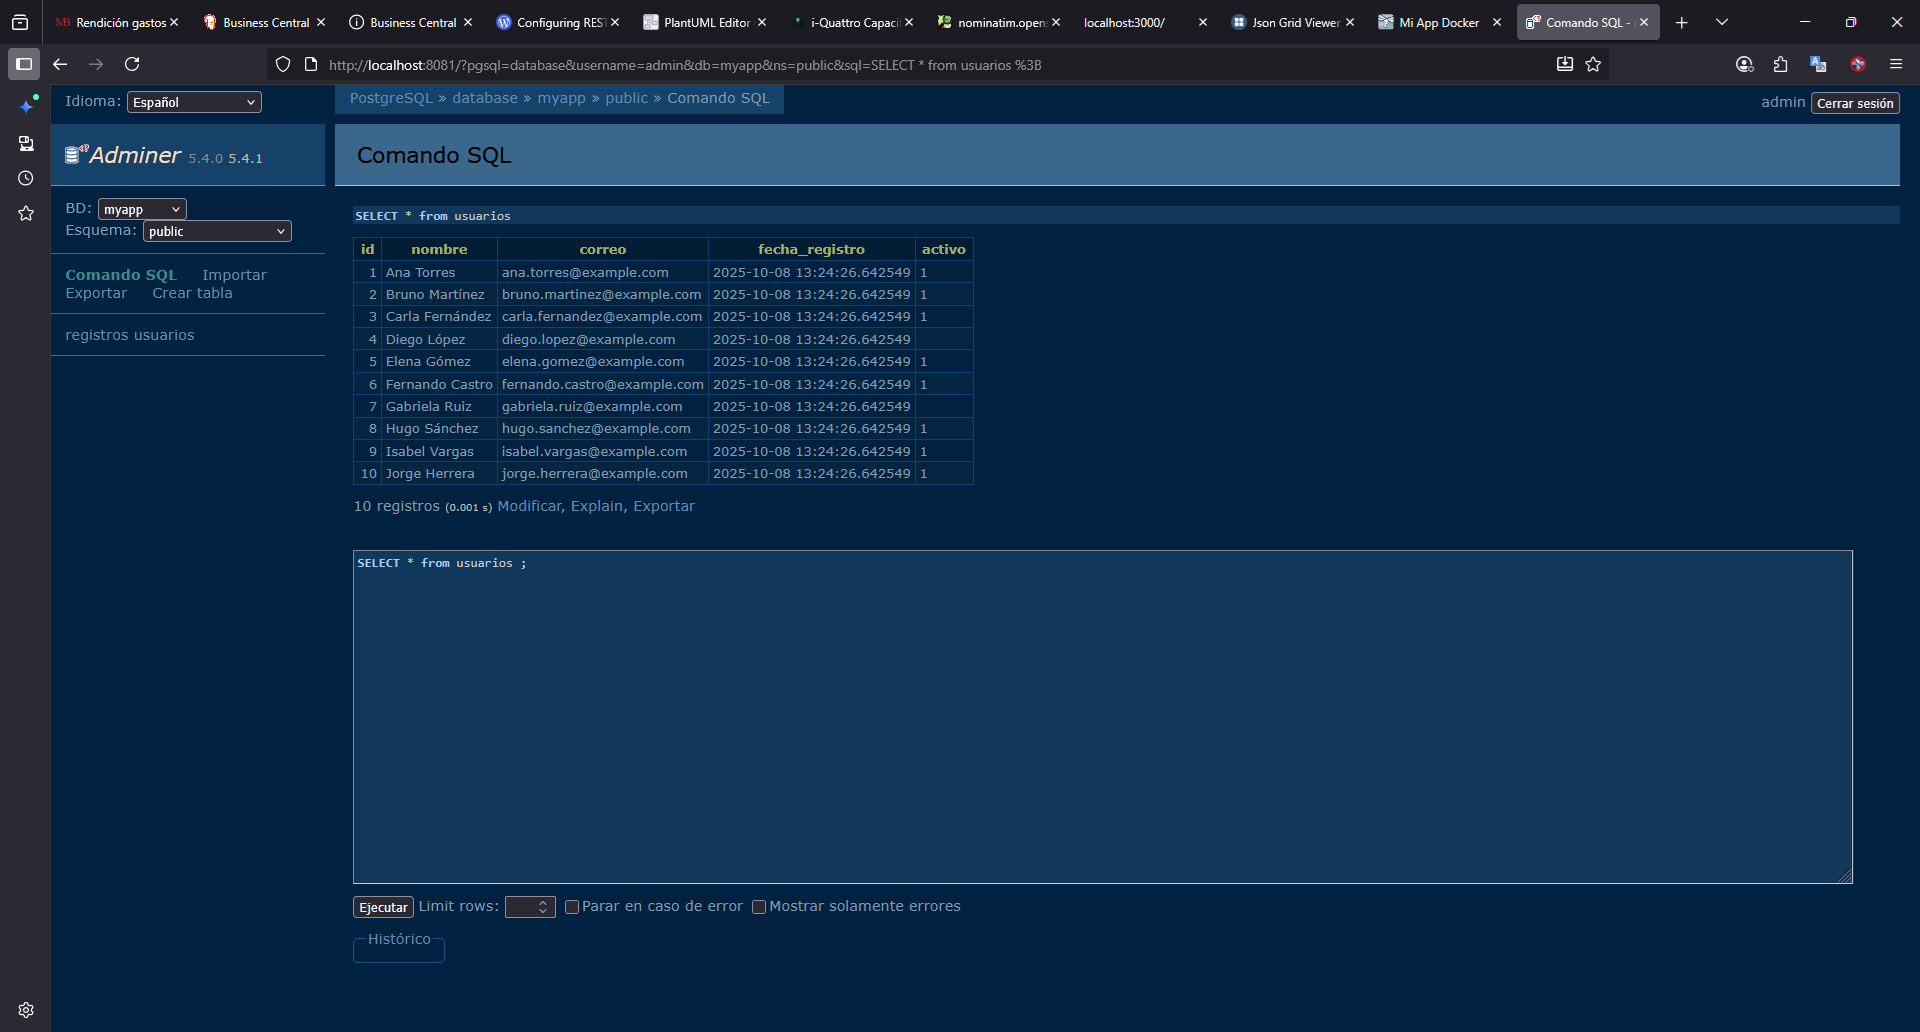 Rendición gastos
Business Central
Business Central
Configuring RES
PlantUML Editor
i-Quattro Capaci
nominatim.open
localhost:3000/
Json Grid Viewer
Mi App Docker
Comando SQL -
http://localhost:8081/?pgsql=database&username=admin&db=myapp&ns=public&sql=SELECT * from usuarios %3B
Idioma: Español
PostgreSQL » database » myapp » public » Comando SQL
admin Cerrar sesión
Adminer 5.4.0 5.4.1
Comando SQL
BD: myapp
Esquema: public
Comando SQL Importar
Exportar Crear tabla
registros usuarios
SELECT * from usuarios
id nombre correo fecha_registro activo
1 Ana Torres ana.torres@example.com 2025-10-08 13:24:26.642549 1
2 Bruno Martínez bruno.martinez@example.com 2025-10-08 13:24:26.642549 1
3 Carla Fernández carla.fernandez@example.com 2025-10-08 13:24:26.642549 1
4 Diego López diego.lopez@example.com 2025-10-08 13:24:26.642549
5 Elena Gómez elena.gomez@example.com 2025-10-08 13:24:26.642549 1
6 Fernando Castro fernando.castro@example.com 2025-10-08 13:24:26.642549 1
7 Gabriela Ruiz gabriela.ruiz@example.com 2025-10-08 13:24:26.642549
8 Hugo Sánchez hugo.sanchez@example.com 2025-10-08 13:24:26.642549 1
9 Isabel Vargas isabel.vargas@example.com 2025-10-08 13:24:26.642549 1
10 Jorge Herrera jorge.herrera@example.com 2025-10-08 13:24:26.642549 1
10 registros (0.001 s) Modificar, Explain, Exportar
SELECT * from usuarios ;
Ejecutar Limit rows: Parar en caso de error Mostrar solamente errores
Histórico